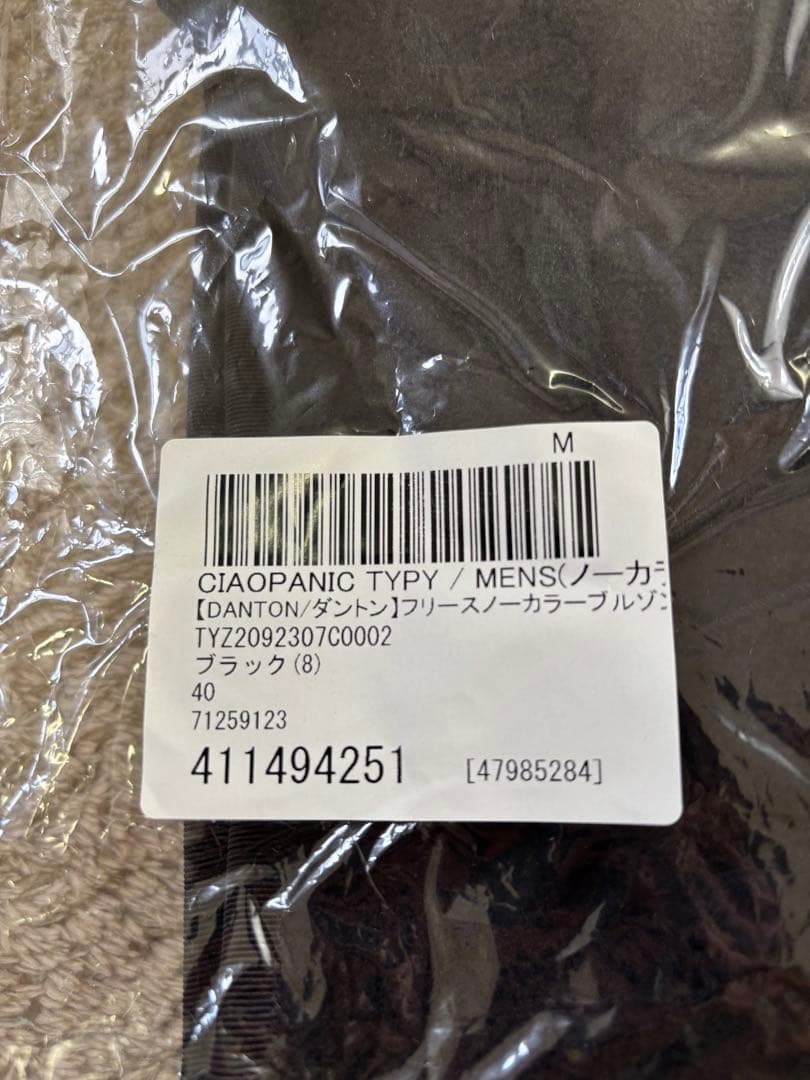 M
CIAOPANIC TYPY / MENS(ノーカラ
【DANTON/ダントン】フリースノーカラーブルゾン
TYZ2092307C0002
ブラック(8)
40
71259123
411494251 [47985284]